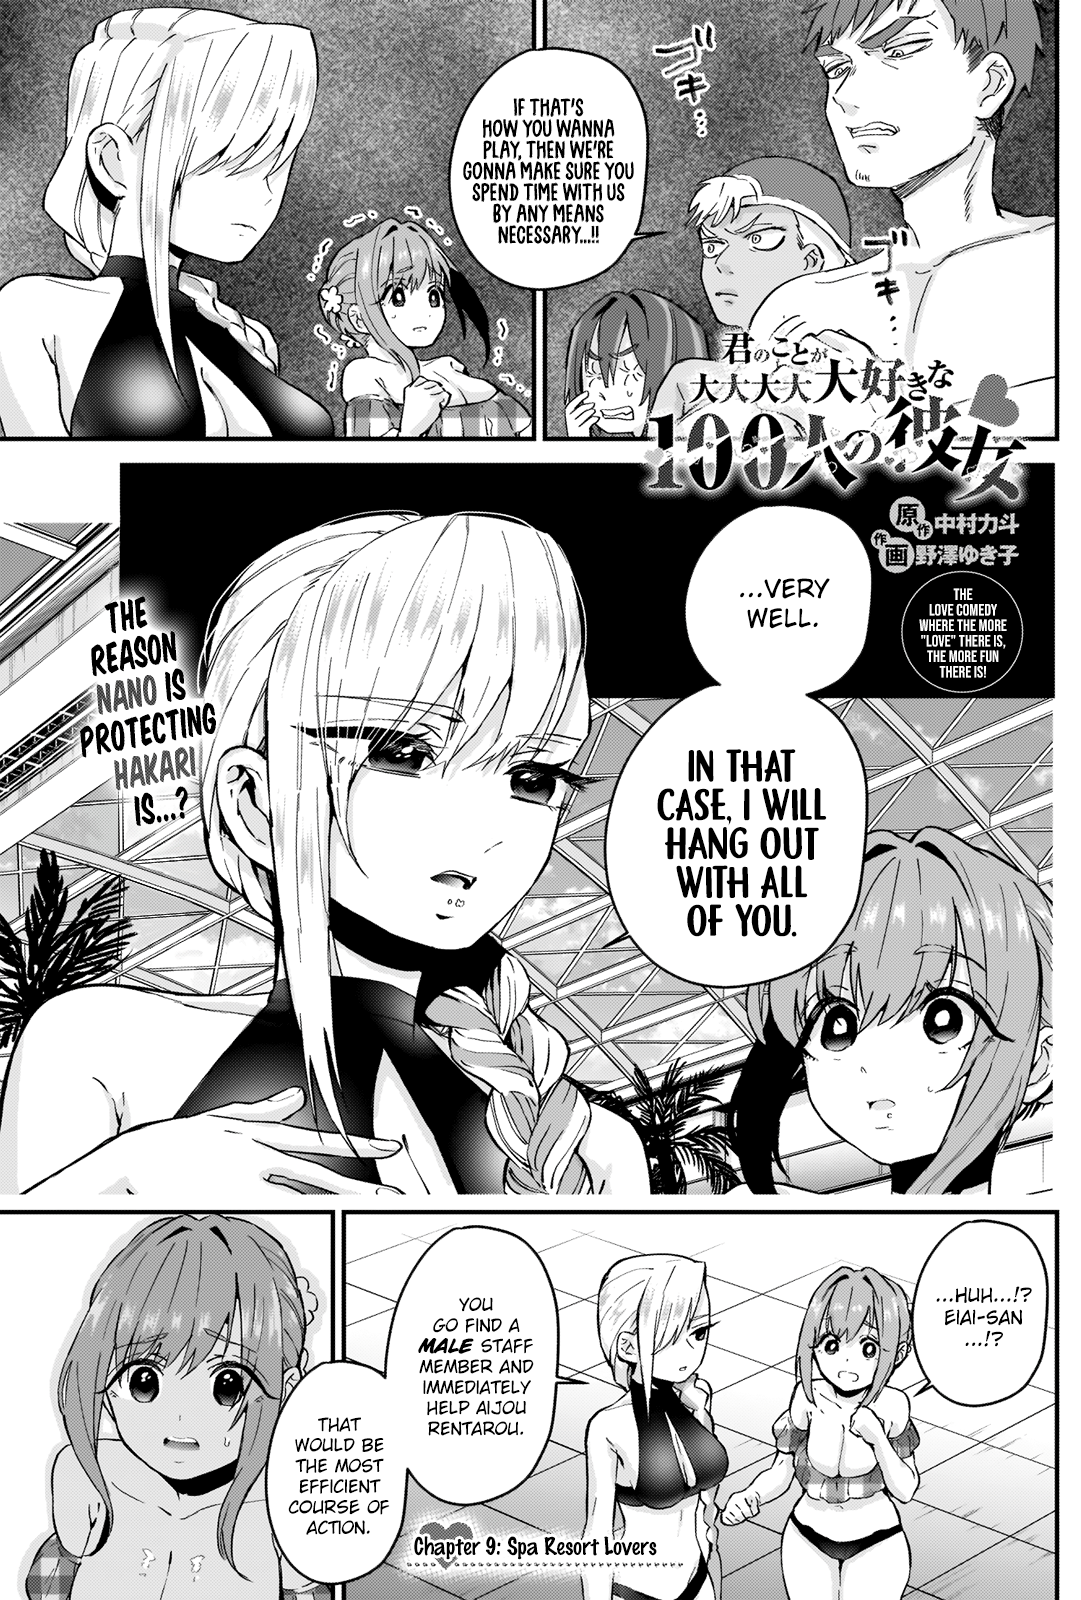 ゴキ…
ゴキ…
IF THAT'S
HOW YOU WANNA
PLAY, THEN WE'RE
GONNA MAKE SURE YOU
SPEND TIME WITH US
BY ANY MEANS
NECESSARY...!!
君のことが
大大大大大好きな
100人の彼女
原作 中村力斗
作画 野澤ゆき子
THE
LOVE COMEDY
WHERE THE MORE
"LOVE" THERE IS,
THE MORE FUN
THERE IS!
...VERY
WELL.
IN THAT
CASE, I WILL
HANG OUT
WITH ALL
OF YOU.
THE
REASON
NANO IS
PROTECTING
HAKARI
IS...?
...HUH...!?
EIAI-SAN
...!?
YOU
GO FIND A
MALE STAFF
MEMBER AND
IMMEDIATELY
HELP AIJOU
RENTAROU.
THAT
WOULD BE
THE MOST
EFFICIENT
COURSE OF
ACTION.
Chapter 9: Spa Resort Lovers